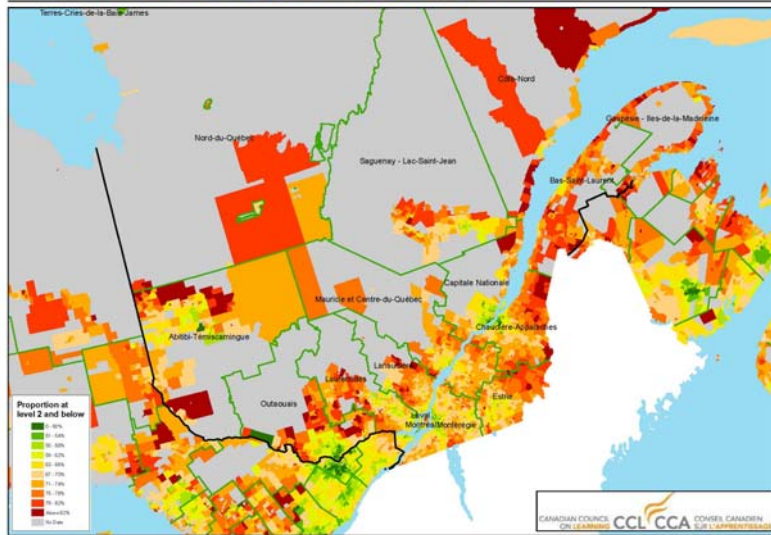 Terres-Cries-de-la-Baie-James
Côte-Nord
Gaspésie - Iles-de-la-Madeleine
Nord-du-Québec
Saguenay - Lac-Saint-Jean
Bas-Saint-Laurent
Capitale Nationale
Mauricie et Centre-du-Québec
Chaudière-Appalaches
Abitibi-Témiscamingue
Lanaudière
Laurentides
Outaouais
Estrie
Laval
Montréal
Montérégie
Proportion at
level 2 and below
No Data
CANADIAN COUNCIL
ON LEARNING
CCL CCA
CONSEIL CANADIEN
SUR L'APPRENTISSAGE